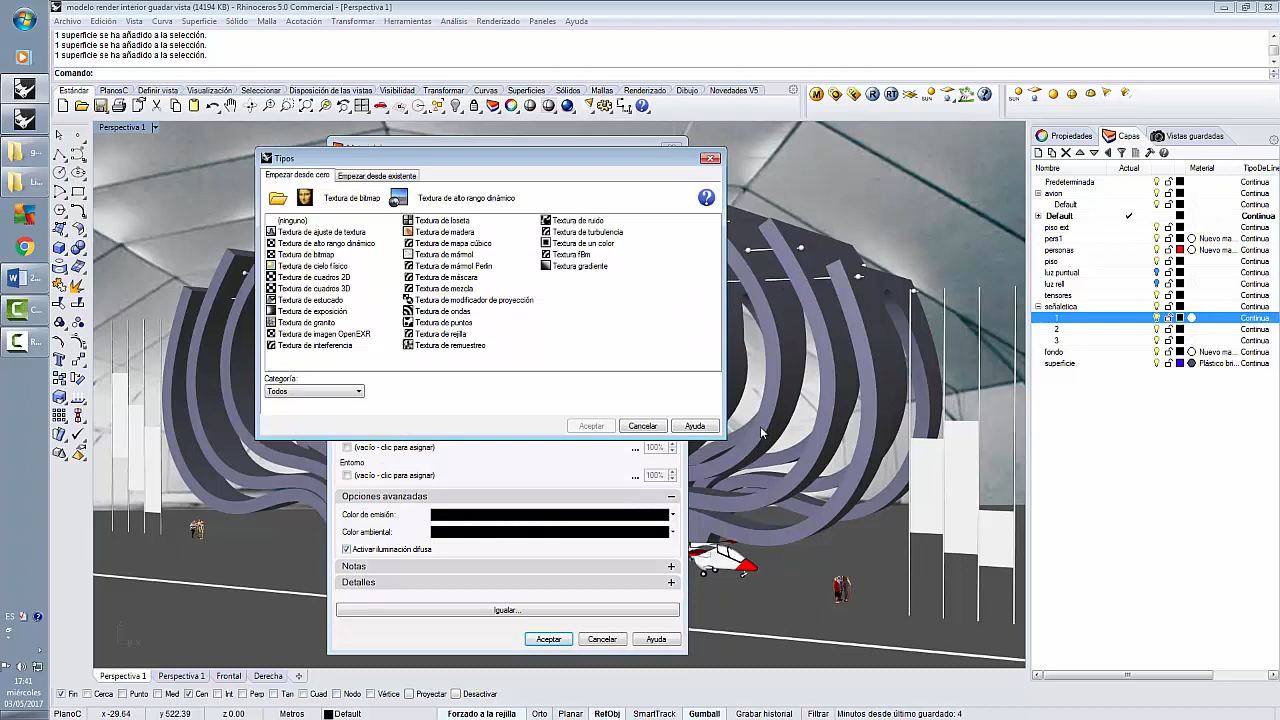 modelo render interior guadar vista (14194 KB) - Rhinoceros 5.0 Commercial - [Perspectiva 1]
Archivo Edición Vista Curva Superficie Sólido Malla Acotación Transformar Herramientas Análisis Renderizado Paneles Ayuda
1 superficie se ha añadido a la selección.
1 superficie se ha añadido a la selección.
1 superficie se ha añadido a la selección.
Comando:
Estándar PlanoC Definir vista Visualización Seleccionar Disposición de las vistas Visibilidad Transformar Curvas Superficies Sólidos Mallas Renderizado Dibujo Novedades V5
Perspectiva 1
Propiedades Capas Vistas guardadas
Nombre Actual Material TipoDeLíne
Predeterminada Continua
avion Continua
Default Continua
Default Continua
piso ext Continua
pers1 Nuevo ma... Continua
personas Nuevo ma... Continua
piso Continua
luz puntual Continua
luz rell Continua
tensores Continua
señaletica Continua
1 Continua
2 Continua
3 Continua
fondo Nuevo ma... Continua
superficie Plástico bri... Continua
Tipos
Empezar desde cero Empezar desde existente
Textura de bitmap Textura de alto rango dinámico
(ninguno) Textura de loseta Textura de ruido
Textura de ajuste de textura Textura de madera Textura de turbulencia
Textura de alto rango dinámico Textura de mapa cúbico Textura de un color
Textura de bitmap Textura de mármol Textura fBm
Textura de cielo físico Textura de mármol Perlin Textura gradiente
Textura de cuadros 2D Textura de máscara
Textura de cuadros 3D Textura de mezcla
Textura de estucado Textura de modificador de proyección
Textura de exposición Textura de ondas
Textura de granito Textura de puntos
Textura de imagen OpenEXR Textura de rejilla
Textura de interferencia Textura de remuestreo
Categoría:
Todos
Aceptar Cancelar Ayuda
(vacío - clic para asignar) ... 100%
Entorno
(vacío - clic para asignar) ... 100%
Opciones avanzadas
Color de emisión:
Color ambiental:
Activar iluminación difusa
Notas
Detalles
Igualar...
Aceptar Cancelar Ayuda
ES
17:41
miércoles
03/05/2017
Perspectiva 1 Perspectiva 1 Frontal Derecha
Fin Cerca Punto Med Cen Int Perp Tan Cuad Nodo Vértice Proyectar Desactivar
PlanoC x -29.64 y 522.39 z 0.00 Metros Default Forzado a la rejilla Orto Planar RefObj SmartTrack Gumball Grabar historial Filtrar Minutos desde último guardado: 4